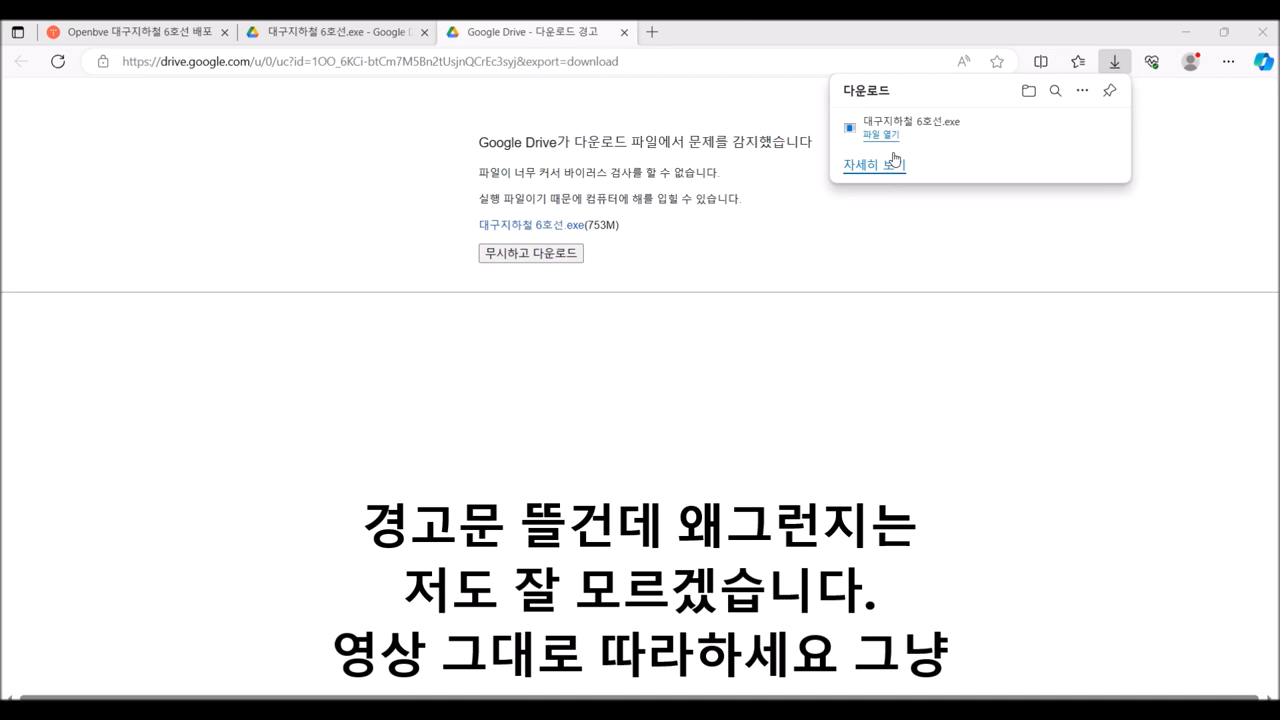 Openbve 대구지하철 6호선 배포
대구지하철 6호선.exe - Google D
Google Drive - 다운로드 경고
https://drive.google.com/u/0/uc?id=1OO_6KCi-btCm7M5Bn2tUsjnQCrEc3syj&export=download
다운로드
대구지하철 6호선.exe
파일 열기
자세히 보기
Google Drive가 다운로드 파일에서 문제를 감지했습니다
파일이 너무 커서 바이러스 검사를 할 수 없습니다.
실행 파일이기 때문에 컴퓨터에 해를 입힐 수 있습니다.
대구지하철 6호선.exe(753M)
무시하고 다운로드
경고문 뜰건데 왜그런지는
저도 잘 모르겠습니다.
영상 그대로 따라하세요 그냥